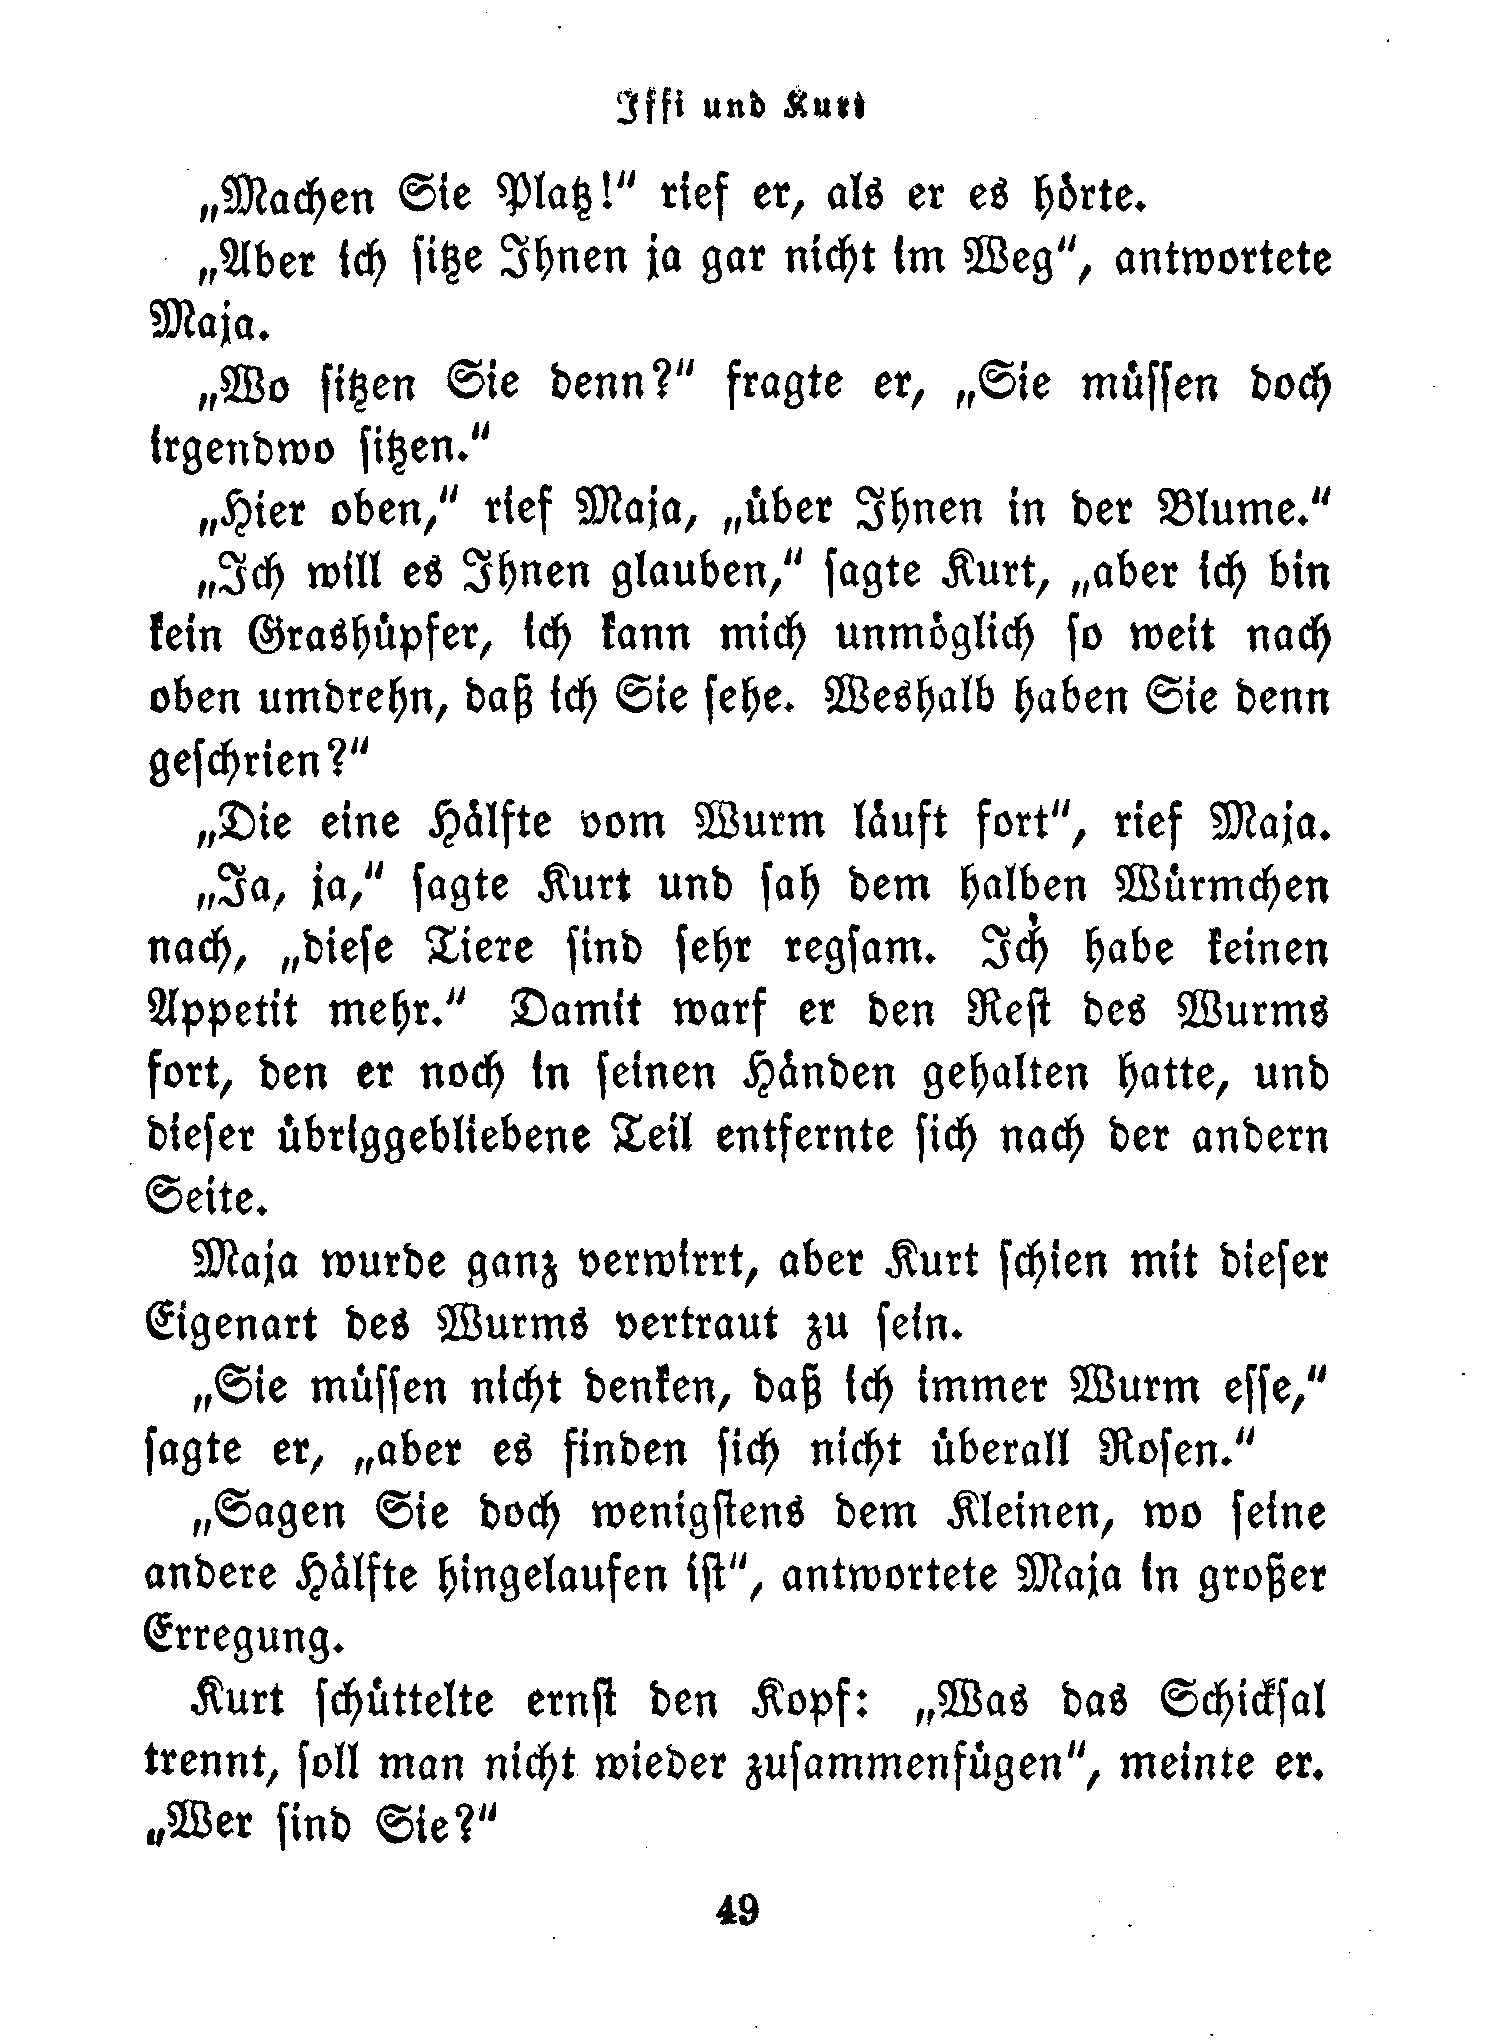 Iffi und Kurt
„Machen Sie Platz!“ rief er, als er es hörte.
„Aber ich sitze Ihnen ja gar nicht im Weg“, antwortete
Maja.
„Wo sitzen Sie denn?“ fragte er, „Sie müssen doch
irgendwo sitzen.“
„Hier oben,“ rief Maja, „über Ihnen in der Blume.“
„Ich will es Ihnen glauben,“ sagte Kurt, „aber ich bin
kein Grashüpfer, ich kann mich unmöglich so weit nach
oben umdrehn, daß ich Sie sehe. Weshalb haben Sie denn
geschrien?“
„Die eine Hälfte vom Wurm läuft fort“, rief Maja.
„Ja, ja,“ sagte Kurt und sah dem halben Würmchen
nach, „diese Tiere sind sehr regsam. Ich habe keinen
Appetit mehr.“ Damit warf er den Rest des Wurms
fort, den er noch in seinen Händen gehalten hatte, und
dieser übriggebliebene Teil entfernte sich nach der andern
Seite.
Maja wurde ganz verwirrt, aber Kurt schien mit dieser
Eigenart des Wurms vertraut zu sein.
„Sie müssen nicht denken, daß ich immer Wurm esse,“
sagte er, „aber es finden sich nicht überall Rosen.“
„Sagen Sie doch wenigstens dem Kleinen, wo seine
andere Hälfte hingelaufen ist“, antwortete Maja in großer
Erregung.
Kurt schüttelte ernst den Kopf: „Was das Schicksal
trennt, soll man nicht wieder zusammenfügen“, meinte er.
„Wer sind Sie?“
49